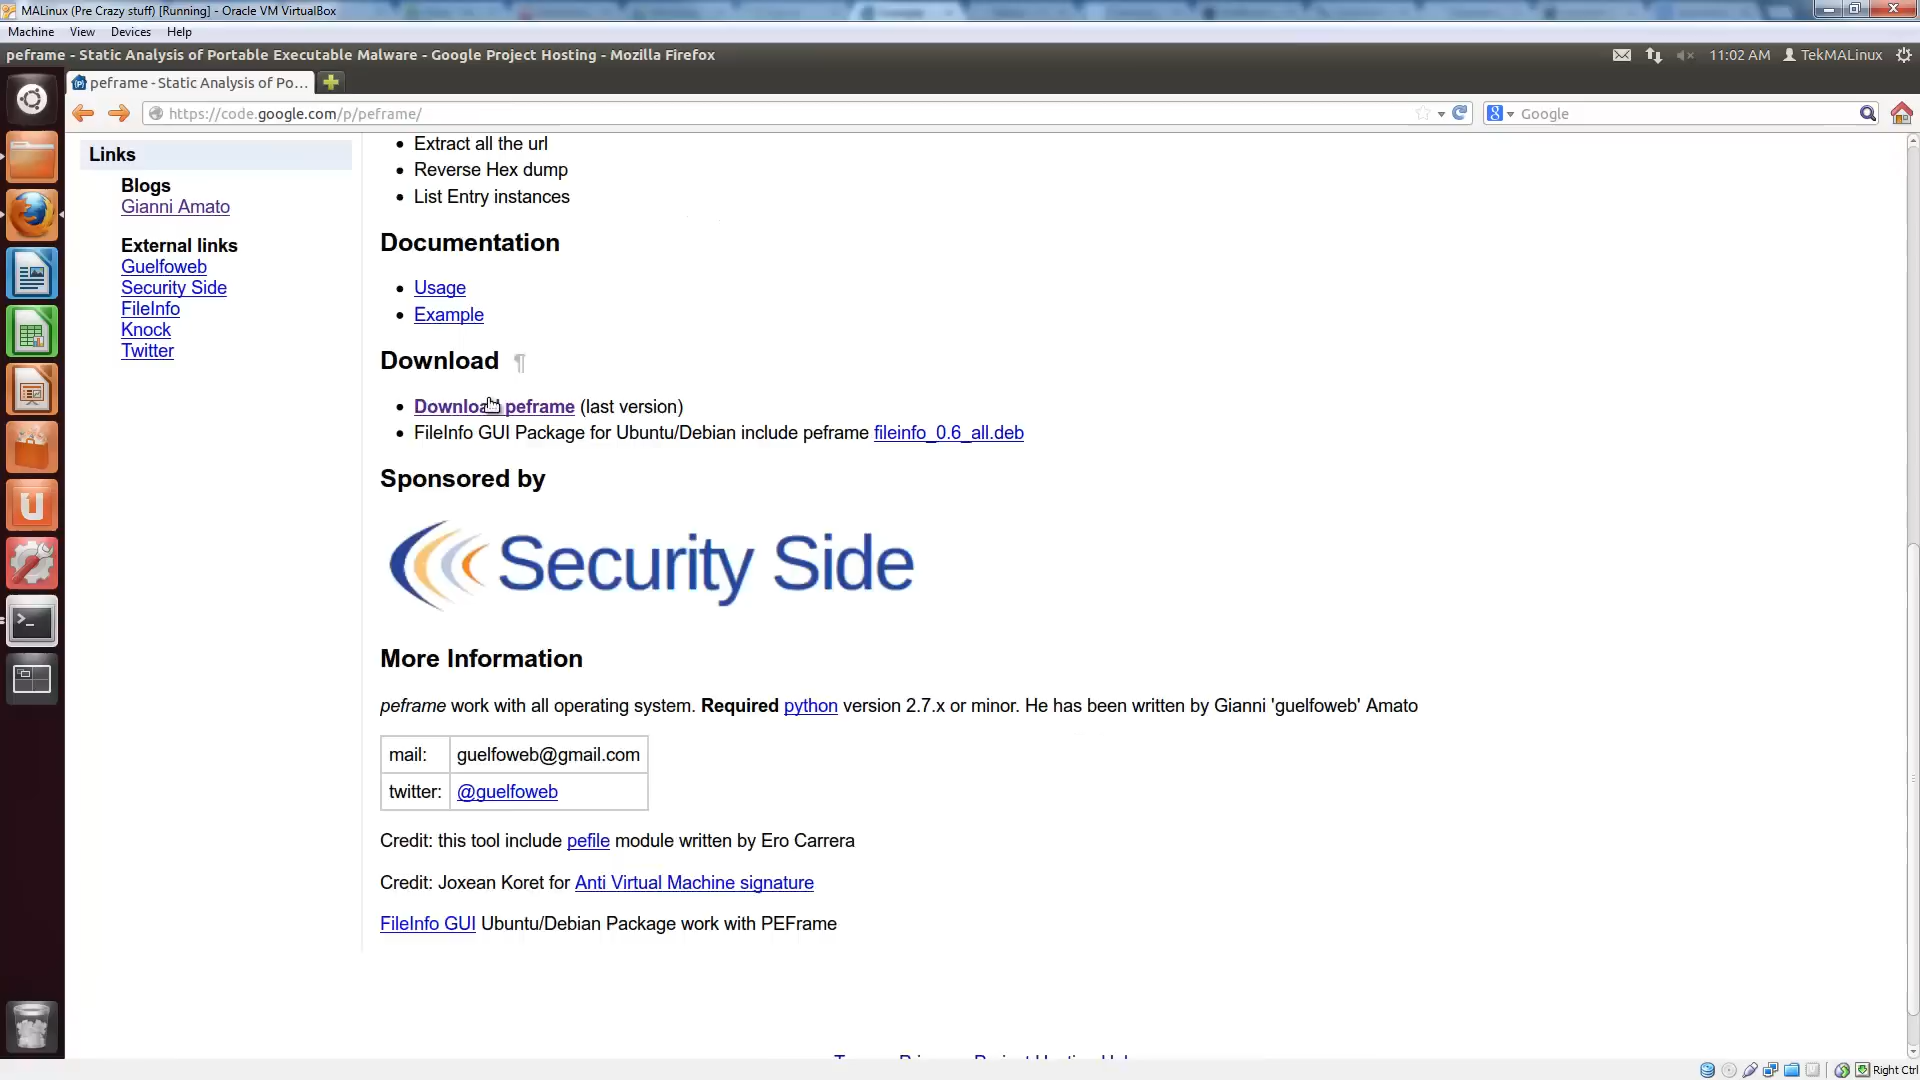 MALinux (Pre Crazy stuff) [Running] - Oracle VM VirtualBox
Machine View Devices Help
peframe - Static Analysis of Portable Executable Malware - Google Project Hosting - Mozilla Firefox
11:02 AM TekMALinux
peframe - Static Analysis of Po...
https://code.google.com/p/peframe/
Google
Links
Blogs
Gianni Amato
External links
Guelfoweb
Security Side
FileInfo
Knock
Twitter
• Extract all the url
• Reverse Hex dump
• List Entry instances
Documentation
• Usage
• Example
Download ¶
• Download peframe (last version)
• FileInfo GUI Package for Ubuntu/Debian include peframe fileinfo_0.6_all.deb
Sponsored by
Security Side
More Information
peframe work with all operating system. Required python version 2.7.x or minor. He has been written by Gianni 'guelfoweb' Amato
mail: guelfoweb@gmail.com
twitter: @guelfoweb
Credit: this tool include pefile module written by Ero Carrera
Credit: Joxean Koret for Anti Virtual Machine signature
FileInfo GUI Ubuntu/Debian Package work with PEFrame
Right Ctrl